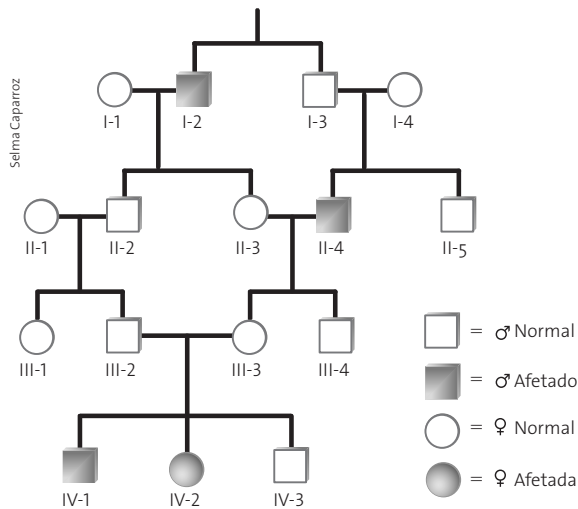 Selma Caparroz
I-1 I-2 I-3 I-4
II-1 II-2 II-3 II-4 II-5
III-1 III-2 III-3 III-4
IV-1 IV-2 IV-3
= ♂ Normal
= ♂ Afetado
= ♀ Normal
= ♀ Afetada